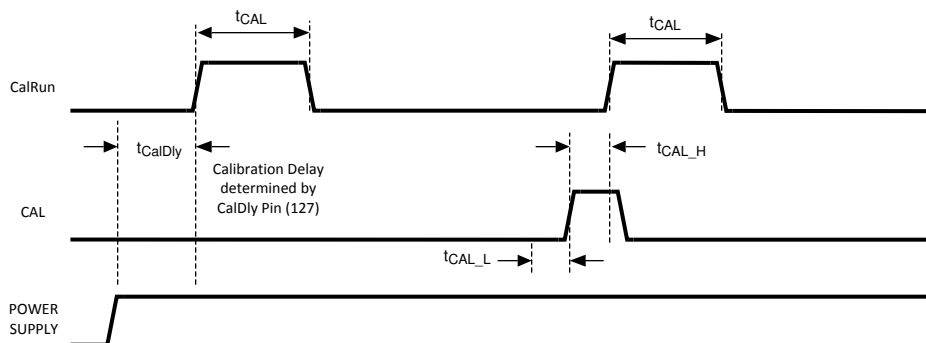 tCAL
tCAL
CalRun
tCalDly
Calibration Delay
determined by
CalDly Pin (127)
tCAL_H
CAL
tCAL_L
POWER
SUPPLY